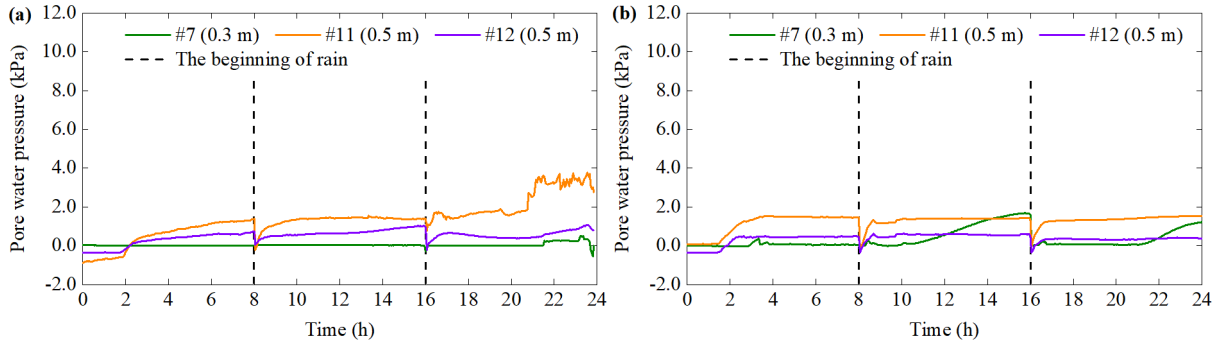 (a)
12.0
10.0
8.0
6.0
4.0
2.0
0.0
-2.0
Pore water pressure (kPa)
#7 (0.3 m) #11 (0.5 m) #12 (0.5 m)
The beginning of rain
0 2 4 6 8 10 12 14 16 18 20 22 24
Time (h)
(b)
12.0
10.0
8.0
6.0
4.0
2.0
0.0
-2.0
Pore water pressure (kPa)
#7 (0.3 m) #11 (0.5 m) #12 (0.5 m)
The beginning of rain
0 2 4 6 8 10 12 14 16 18 20 22 24
Time (h)